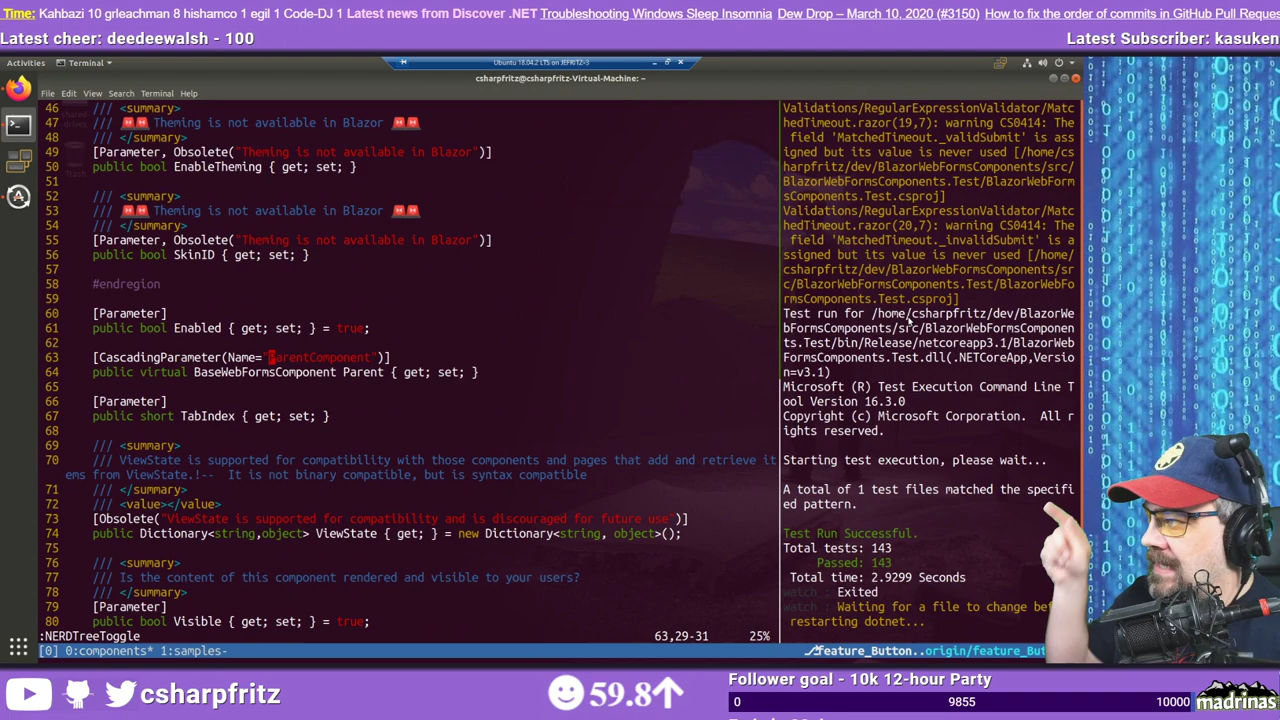 Time: Kahbazi 10 grleachman 8 hishamco 1 egil 1 Code-DJ 1 Latest news from Discover .NET Troubleshooting Windows Sleep Insomnia Dew Drop – March 10, 2020 (#3150) How to fix the order of commits in GitHub Pull Reques
Latest cheer: deedeewalsh - 100
Latest Subscriber: kasuken
Activities
Terminal
Ubuntu 18.04.2 LTS on JEFRITZ-3
csharpfritz@csharpfritz-Virtual-Machine: ~
File Edit View Search Terminal Help
46 /// <summary>
47 /// 🚨🚨 Theming is not available in Blazor 🚨🚨
48 /// </summary>
49 [Parameter, Obsolete("Theming is not available in Blazor")]
50 public bool EnableTheming { get; set; }
51
52 /// <summary>
53 /// 🚨🚨 Theming is not available in Blazor 🚨🚨
54 /// </summary>
55 [Parameter, Obsolete("Theming is not available in Blazor")]
56 public bool SkinID { get; set; }
57
58 #endregion
59
60 [Parameter]
61 public bool Enabled { get; set; } = true;
62
63 [CascadingParameter(Name="ParentComponent")]
64 public virtual BaseWebFormsComponent Parent { get; set; }
65
66 [Parameter]
67 public short TabIndex { get; set; }
68
69 /// <summary>
70 /// ViewState is supported for compatibility with those components and pages that add and retrieve it
ems from ViewState.!-- It is not binary compatible, but is syntax compatible
71 /// </summary>
72 /// <value></value>
73 [Obsolete("ViewState is supported for compatibility and is discouraged for future use")]
74 public Dictionary<string,object> ViewState { get; } = new Dictionary<string, object>();
75
76 /// <summary>
77 /// Is the content of this component rendered and visible to your users?
78 /// </summary>
79 [Parameter]
80 public bool Visible { get; set; } = true;
:NERDTreeToggle
63,29-31
25%
Validations/RegularExpressionValidator/Matc
hedTimeout.razor(19,7): warning CS0414: The
field 'MatchedTimeout._validSubmit' is ass
igned but its value is never used [/home/cs
harpfritz/dev/BlazorWebFormsComponents/src/
BlazorWebFormsComponents.Test/BlazorWebForm
sComponents.Test.csproj]
Validations/RegularExpressionValidator/Matc
hedTimeout.razor(20,7): warning CS0414: The
field 'MatchedTimeout._invalidSubmit' is a
ssigned but its value is never used [/home/
csharpfritz/dev/BlazorWebFormsComponents/sr
c/BlazorWebFormsComponents.Test/BlazorWebFo
rmsComponents.Test.csproj]
Test run for /home/csharpfritz/dev/BlazorWe
bFormsComponents/src/BlazorWebFormsComponen
ts.Test/bin/Release/netcoreapp3.1/BlazorWeb
FormsComponents.Test.dll(.NETCoreApp,Versio
n=v3.1)
Microsoft (R) Test Execution Command Line T
ool Version 16.3.0
Copyright (c) Microsoft Corporation. All r
ights reserved.
Starting test execution, please wait...
A total of 1 test files matched the specifi
ed pattern.
Test Run Successful.
Total tests: 143
Passed: 143
Total time: 2.9299 Seconds
watch : Exited
watch : Waiting for a file to change bef
restarting dotnet...
[0] 0:components* 1:samples-
feature_Button..origin/feature_But
csharpfritz
59.8
Follower goal - 10k 12-hour Party
0
9855
10000
madrinas